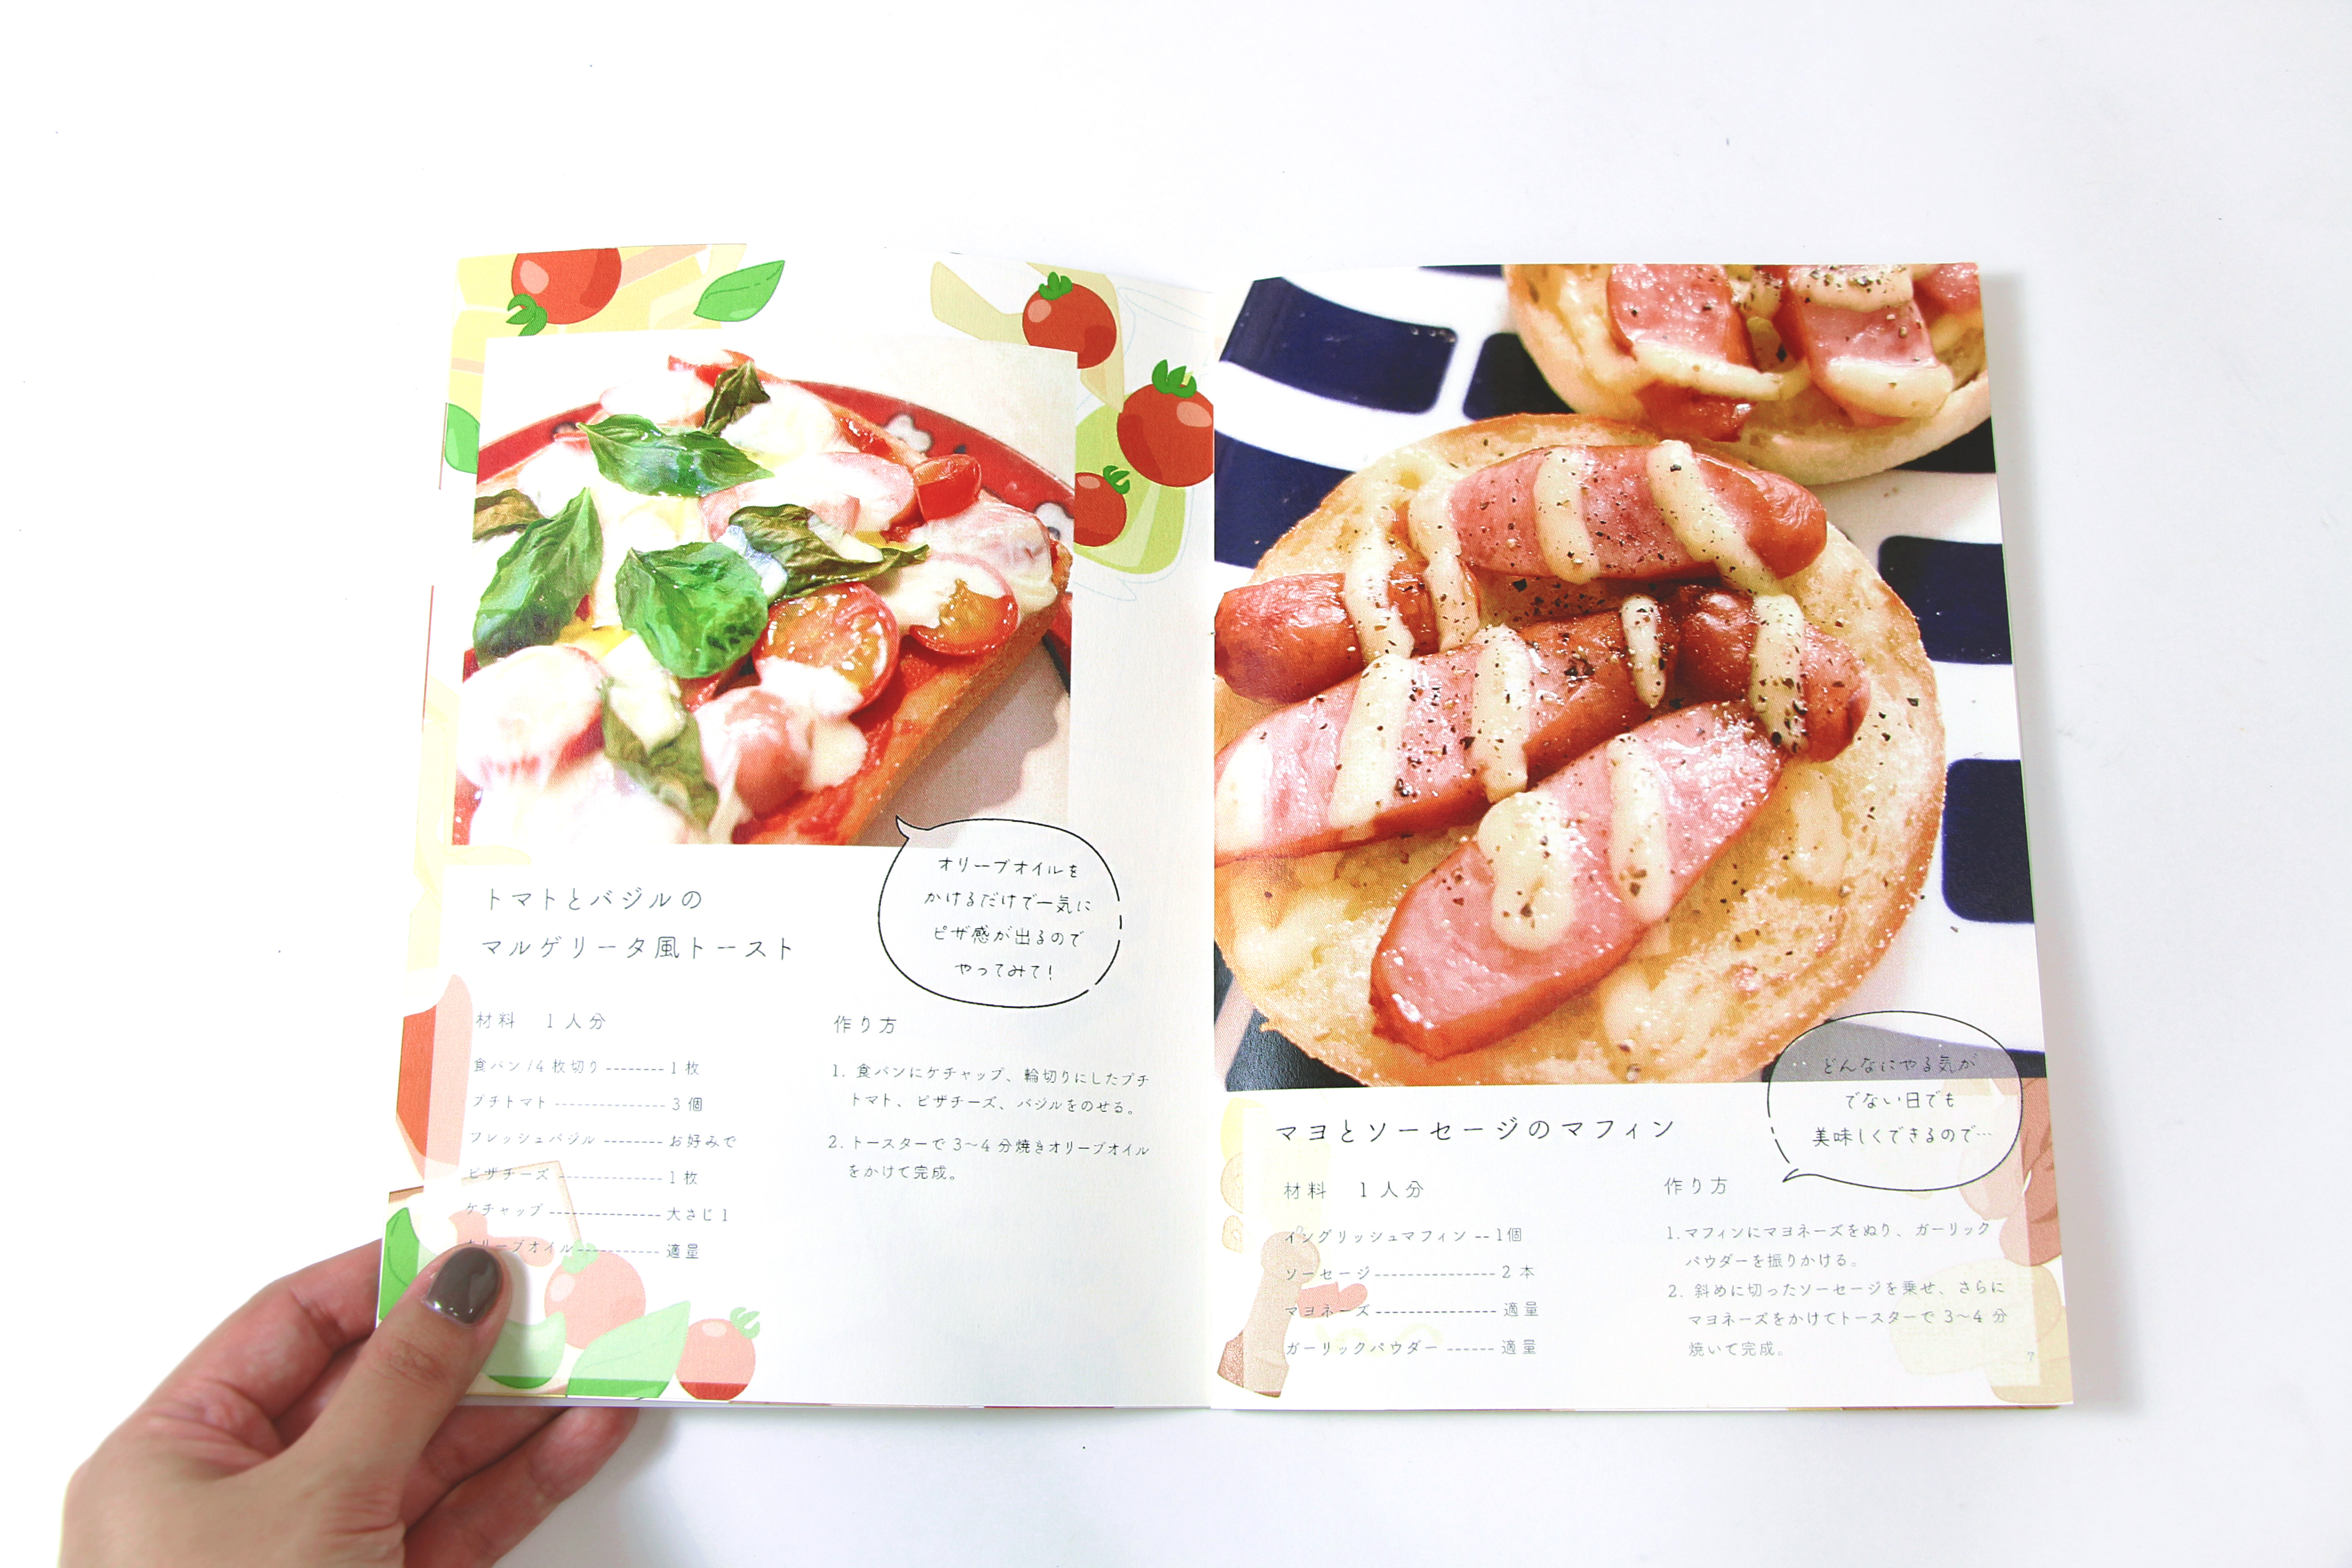 トマトとバジルの
マルゲリータ風トースト
オリーブオイルを
かけるだけで一気に
ピザ感が出るので
やってみて!
材料 1人分
食パン/4枚切り--------1枚
プチトマト---------------3個
フレッシュバジル--------お好みで
ピザチーズ--------------1枚
ケチャップ---------------大さじ1
オリーブオイル-----------適量
作り方
1. 食パンにケチャップ、輪切りにしたプチ
トマト、ピザチーズ、バジルをのせる。
2. トースターで3~4分焼きオリーブオイル
をかけて完成。
どんなにやる気が
でない日でも
美味しくできるので…
マヨとソーセージのマフィン
材料 1人分
イングリッシュマフィン--1個
ソーセージ----------------2本
マヨネーズ----------------適量
ガーリックパウダー------適量
作り方
1.マフィンにマヨネーズをぬり、ガーリック
パウダーを振りかける。
2. 斜めに切ったソーセージを乗せ、さらに
マヨネーズをかけてトースターで3~4分
焼いて完成。
7